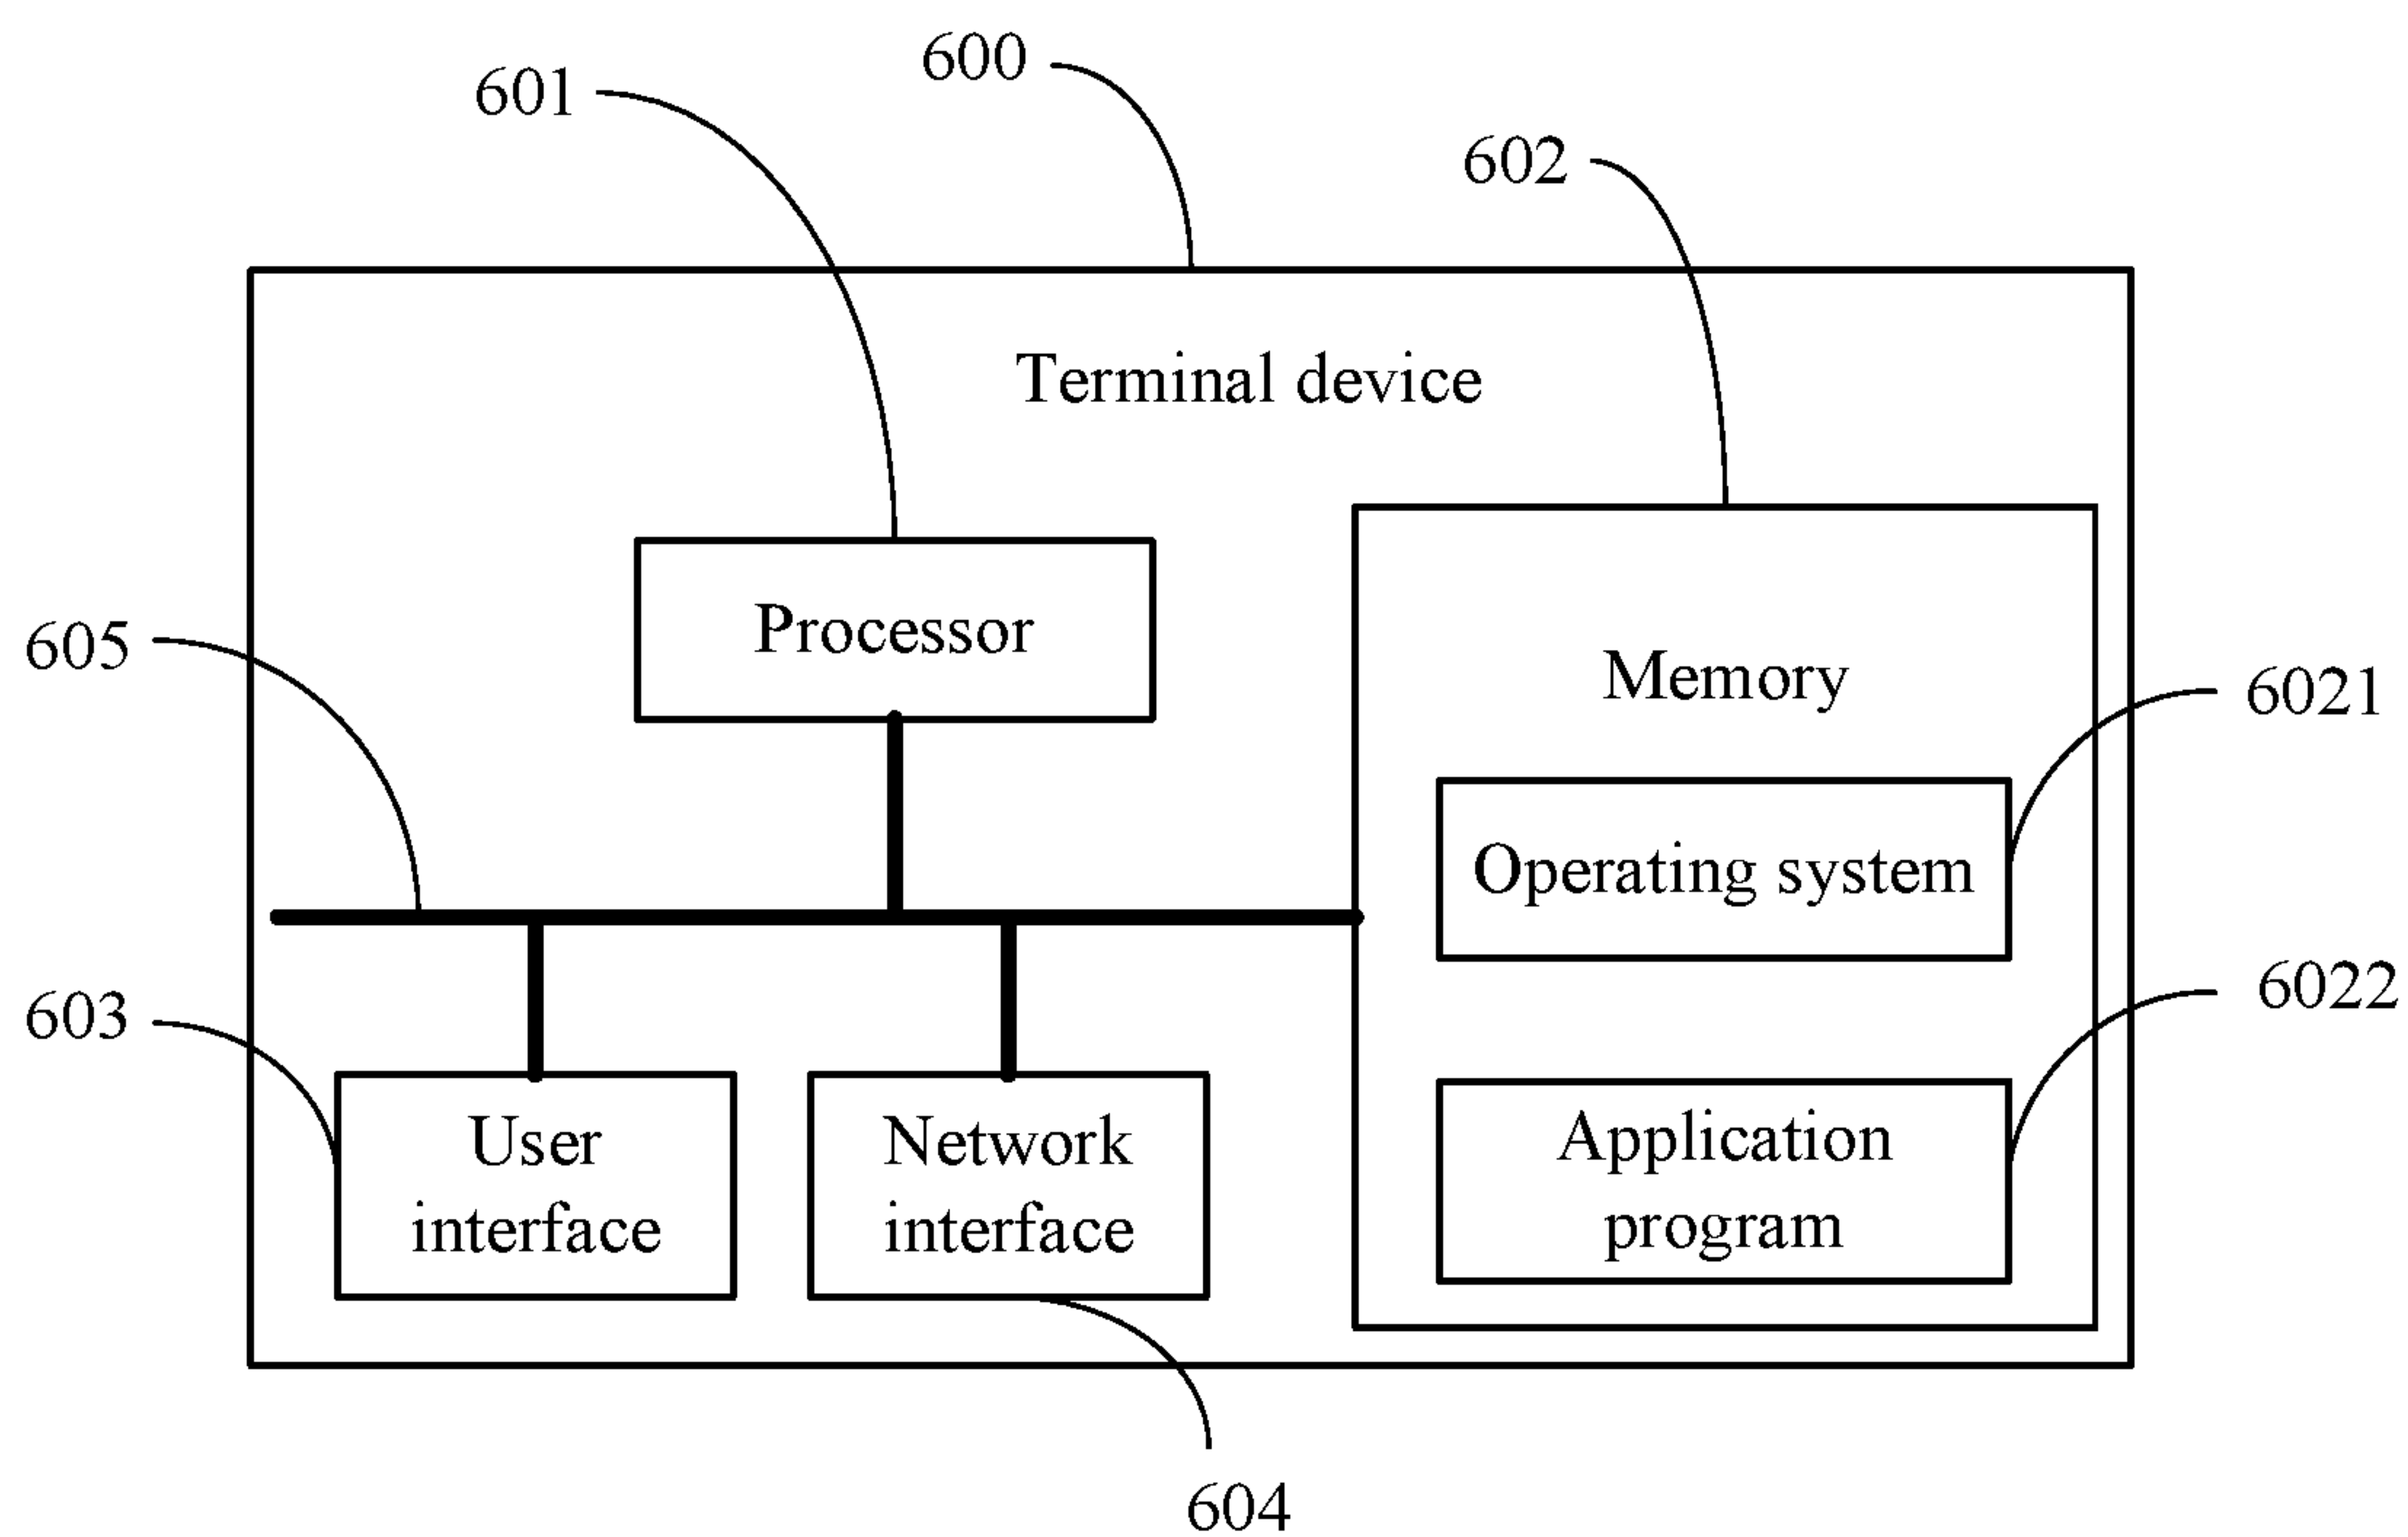 600
601
602
Terminal device
Processor
605
Memory
6021
Operating system
603
6022
User
interface
Network
interface
Application
program
604